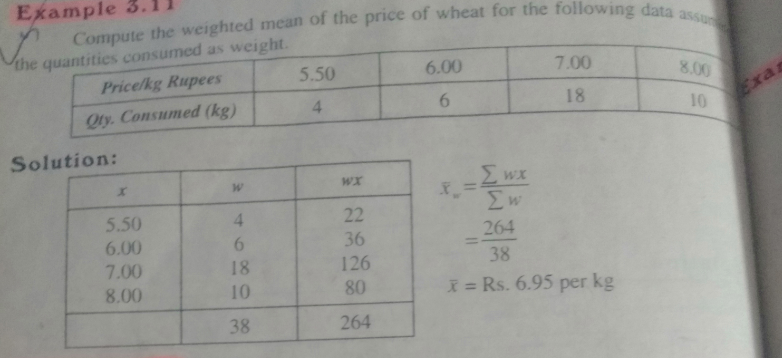 Example 3.11
Compute the weighted mean of the price of wheat for the following data
the quantities consumed as weight.
Price/kg Rupees 5.50 6.00 7.00 8.00
Qty. Consumed (kg) 4 6 18 10
Solution:
x w wx
5.50 4 22
6.00 6 36
7.00 18 126
8.00 10 80
38 264
x̄w = ∑ wx / ∑ w
= 264 / 38
x̄ = Rs. 6.95 per kg